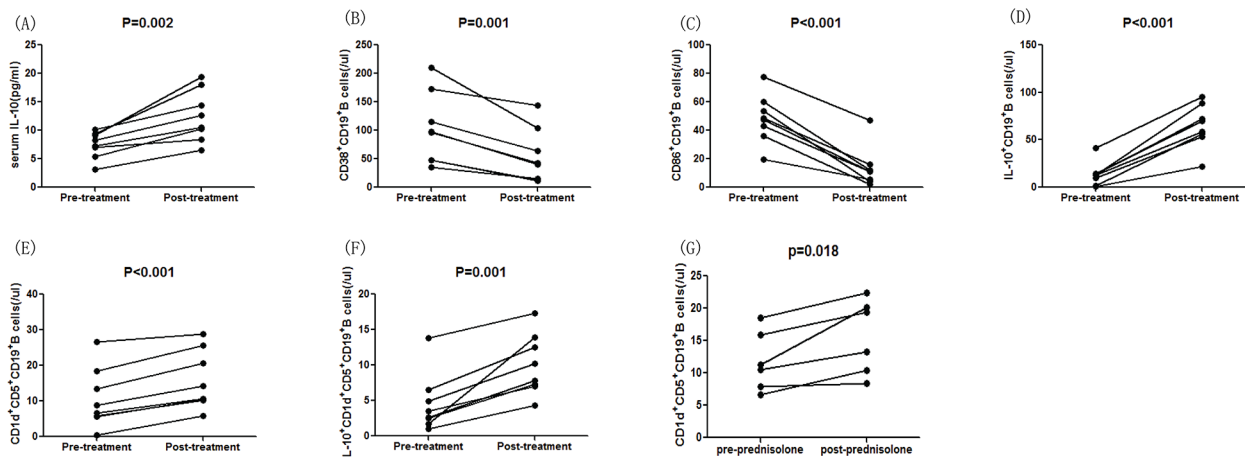 (A)
P=0.002
serum IL-10(pg/ml)
25
20
15
10
5
0
Pre-treatment Post-treatment
(B)
P=0.001
CD38+CD19+B cells(/ul)
250
200
150
100
50
0
Pre-treatment Post-treatment
(C)
P<0.001
CD86+CD19+B cells(/ul)
100
80
60
40
20
0
Pre-treatment Post-treatment
(D)
P<0.001
IL-10+CD19+B cells(/ul)
150
100
50
0
Pre-treatment Post-treatment
(E)
P<0.001
CD1d+CD5+CD19+B cells(/ul)
40
30
20
10
0
Pre-treatment Post-treatment
(F)
P=0.001
L-10+CD1d+CD5+CD19+B cells(/ul)
20
15
10
5
0
Pre-treatment Post-treatment
(G)
p=0.018
CD1d+CD5+CD19+B cells(/ul)
25
20
15
10
5
0
pre-prednisolone post-prednisolone